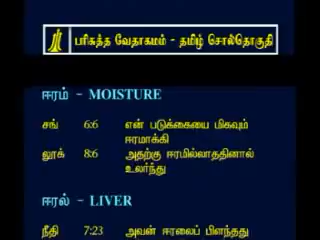 பரிசுத்த வேதாகமம் - தமிழ் சொல்தொகுதி
ஈரம் - MOISTURE
சங் 6:6 என் படுக்கையை மிகவும்
ஈரமாக்கி
லூக் 8:6 அதற்கு ஈரமில்லாததினால்
உலர்ந்து
ஈரல் - LIVER
நீதி 7:23 அவன் ஈரலைப் பிளந்தது